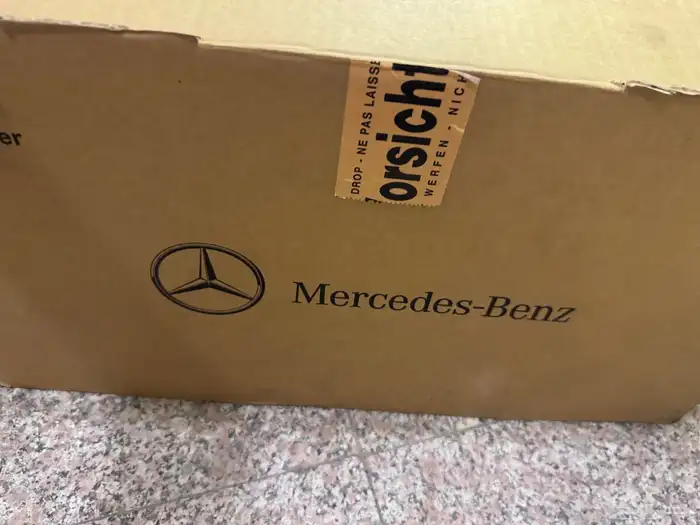 er
DROP - NE PAS LAISSE
orsicht
WERFEN - NICH
Mercedes-Benz